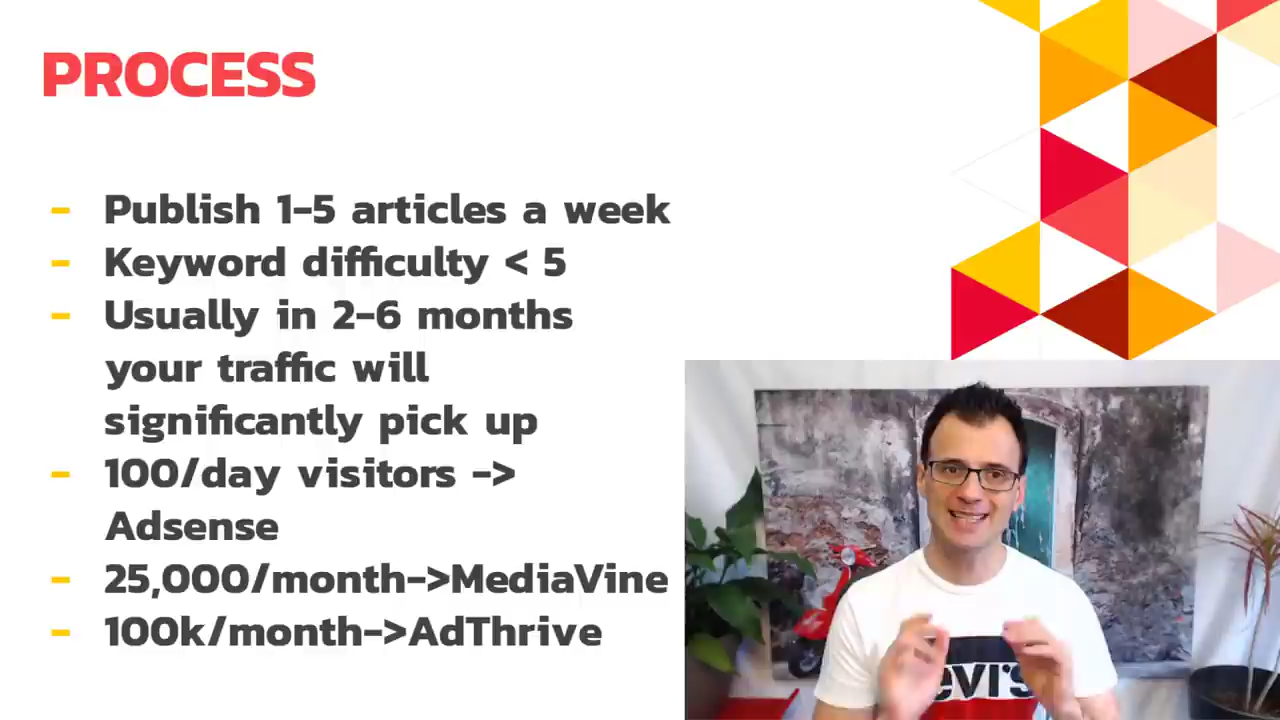 PROCESS
- Publish 1-5 articles a week
- Keyword difficulty < 5
- Usually in 2-6 months
your traffic will
significantly pick up
- 100/day visitors ->
Adsense
- 25,000/month->MediaVine
- 100k/month->AdThrive
evi's